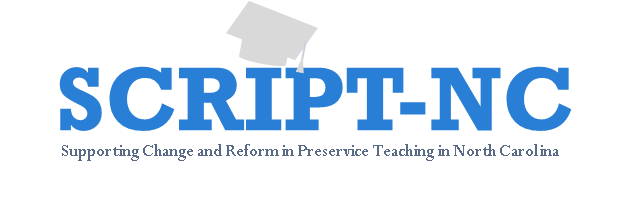 SCRIPT-NC
Supporting Change and Reform in Preservice Teaching in North Carolina